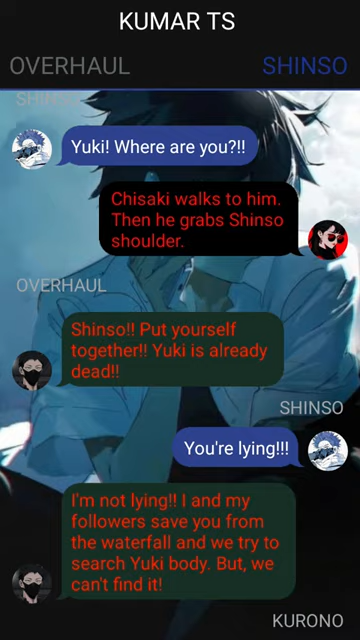 KUMAR TS
OVERHAUL
SHINSO
SHINSO
Yuki! Where are you?!!
Chisaki walks to him.
Then he grabs Shinso
shoulder.
OVERHAUL
Shinso!! Put yourself
together!! Yuki is already
dead!!
SHINSO
You're lying!!!
I'm not lying!! I and my
followers save you from
the waterfall and we try to
search Yuki body. But, we
can't find it!
KURONO